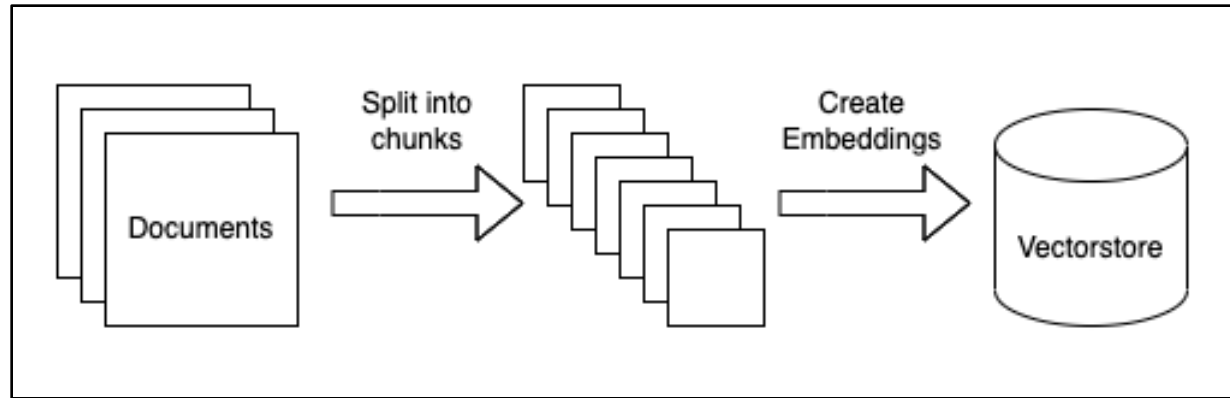 Documents
Split into
chunks
Create
Embeddings
Vectorstore